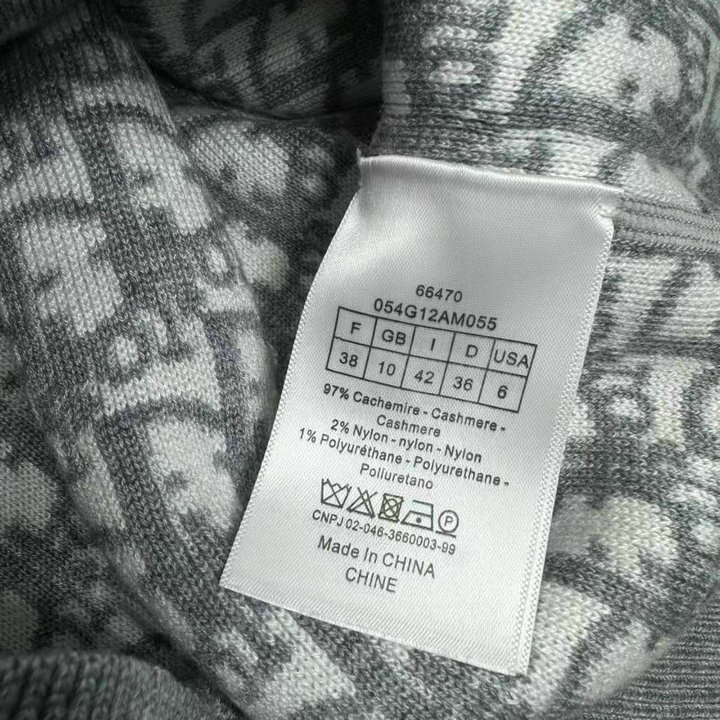 66470
054G12AM055
F GB I D USA
38 10 42 36 6
97% Cachemire - Cashmere -
Cashmere
2% Nylon - nylon - Nylon
1% Polyuréthane - Polyurethane -
Poliuretano
P
CNPJ 02-046-3660003-99
Made In CHINA
CHINE